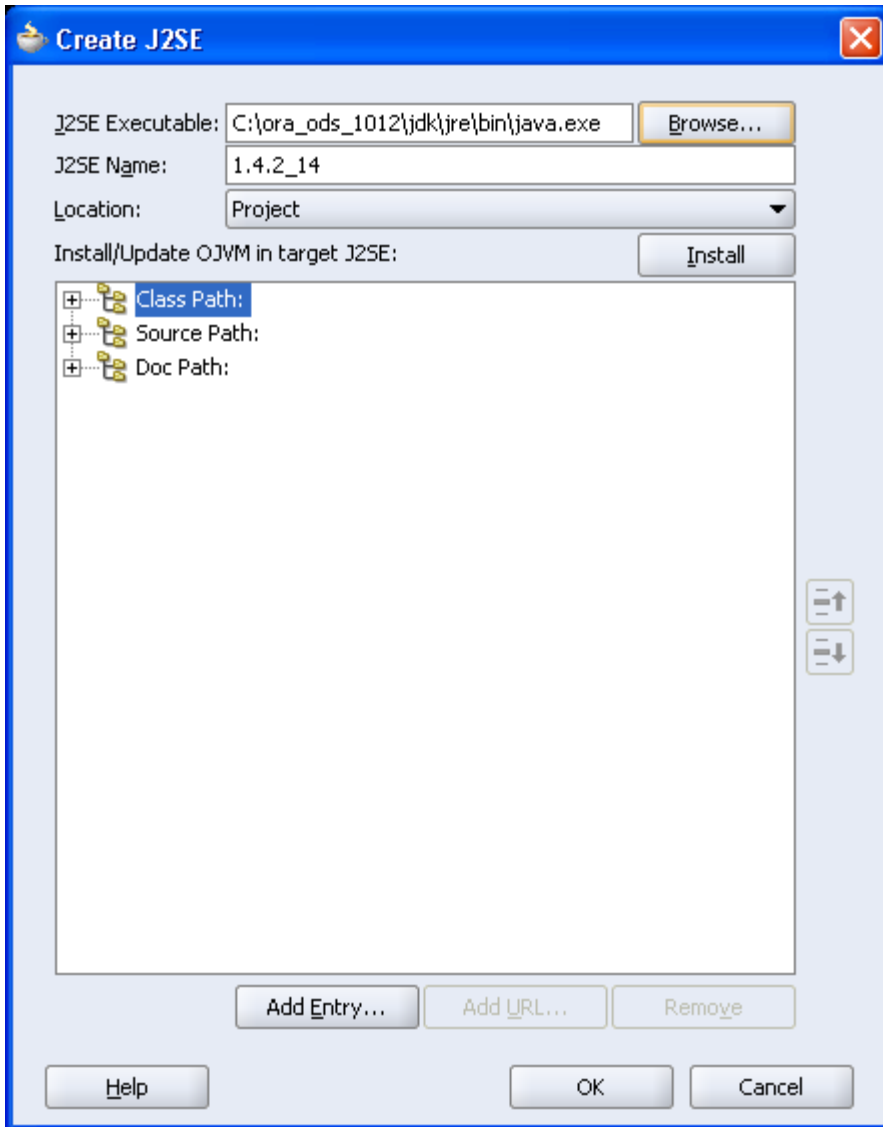 Create J2SE
J2SE Executable: C:\ora_ods_1012\jdk\jre\bin\java.exe Browse...
J2SE Name: 1.4.2_14
Location: Project
Install/Update OJVM in target J2SE: Install
Class Path:
Source Path:
Doc Path:
Add Entry... Add URL... Remove
Help OK Cancel